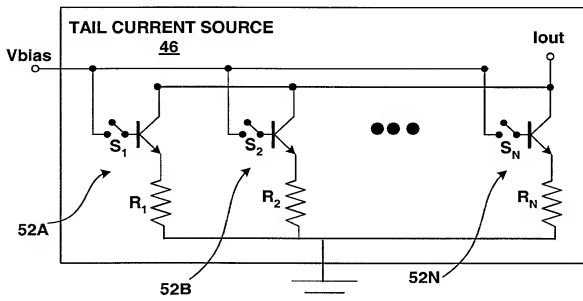 TAIL CURRENT SOURCE
46
Vbias
Iout
S1
S2
SN
R1
R2
RN
52A
52B
52N